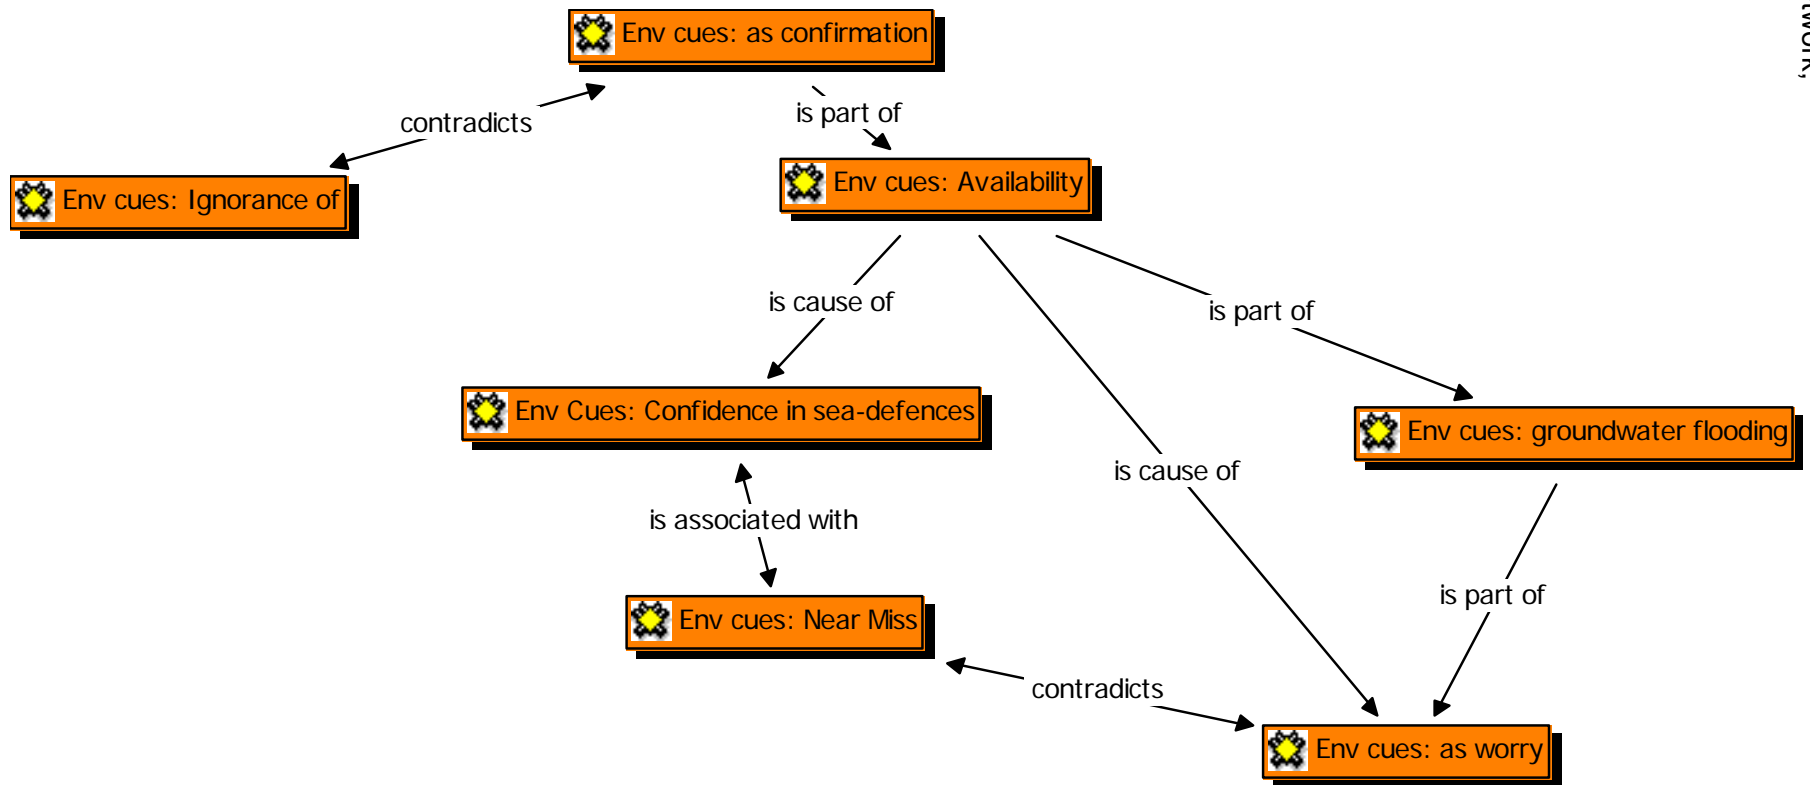 Env cues: as confirmation
contradicts
is part of
Env cues: Availability
Env cues: Ignorance of
is cause of
is part of
Env Cues: Confidence in sea-defences
Env cues: groundwater flooding
is cause of
is associated with
is part of
Env cues: Near Miss
contradicts
Env cues: as worry